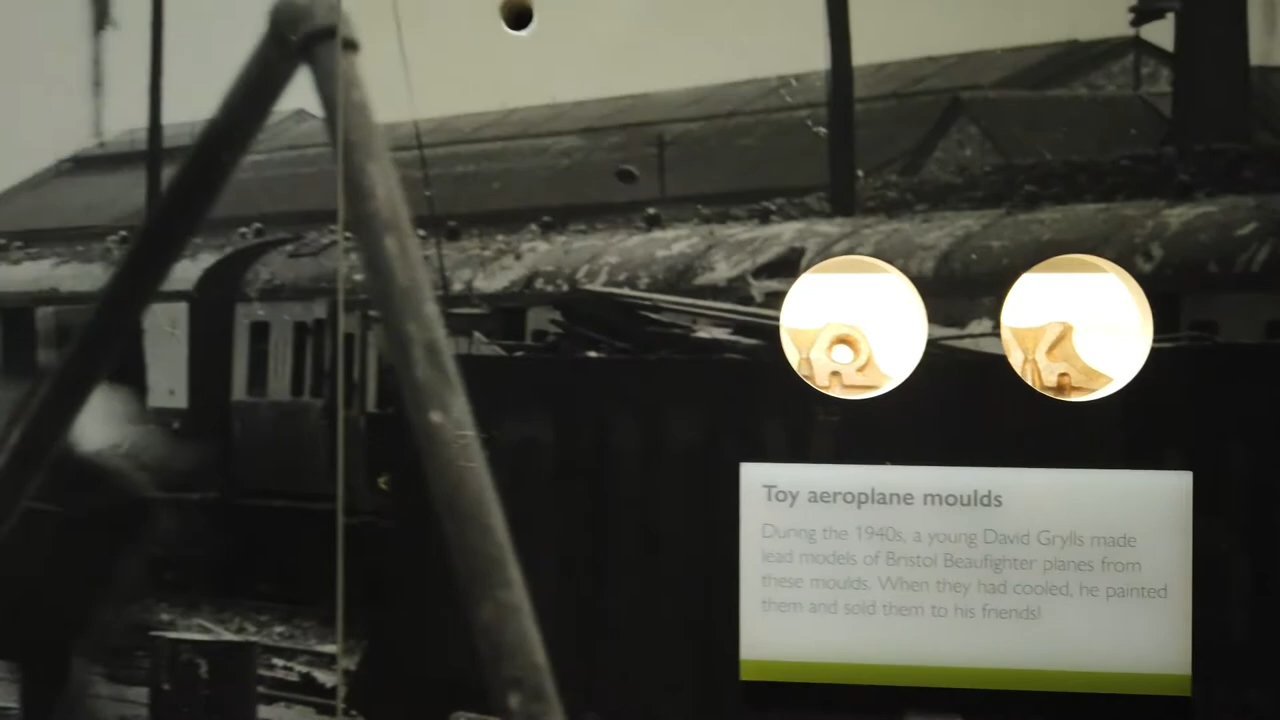 Toy aeroplane moulds
During the 1940s, a young David Grylls made
lead models of Bristol Beaufighter planes from
these moulds. When they had cooled, he painted
them and sold them to his friends!